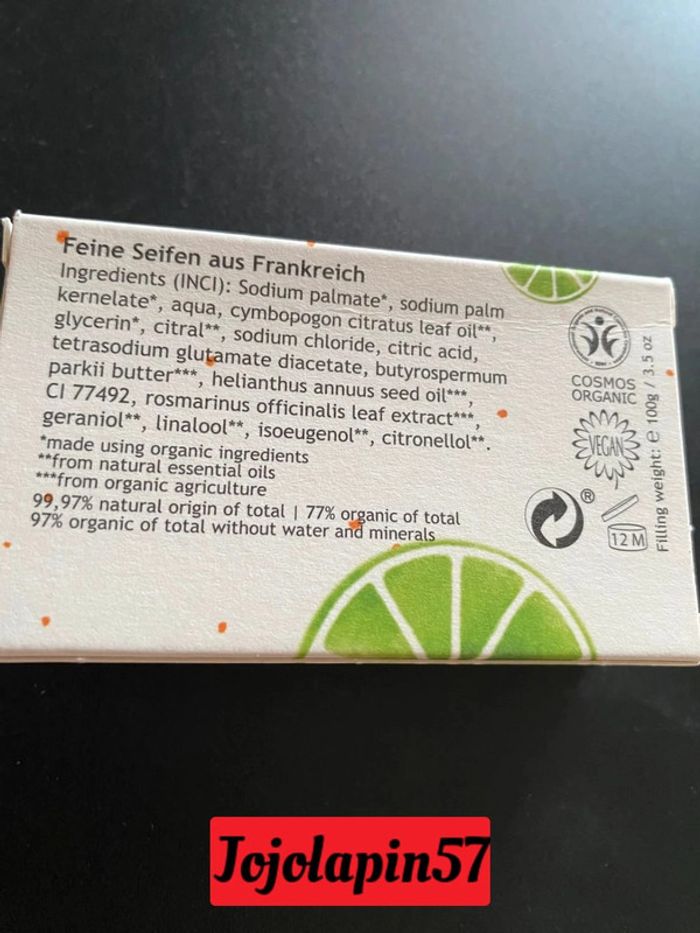 Feine Seifen aus Frankreich
Ingredients (INCI): Sodium palmate*, sodium palm
kernelate*, aqua, cymbopogon citratus leaf oil**,
glycerin*, citral**, sodium chloride, citric acid,
tetrasodium glutamate diacetate, butyrospermum
parkii butter***, helianthus annuus seed oil***,
CI 77492, rosmarinus officinalis leaf extract***,
geraniol**, linalool**, isoeugenol**, citronellol**.
*made using organic ingredients
**from natural essential oils
***from organic agriculture
99,97% natural origin of total | 77% organic of total
97% organic of total without water and minerals
COSMOS
ORGANIC
VEGAN
®
12 M
Filling weight: e 100g / 3.5 oz
Jojolapin57